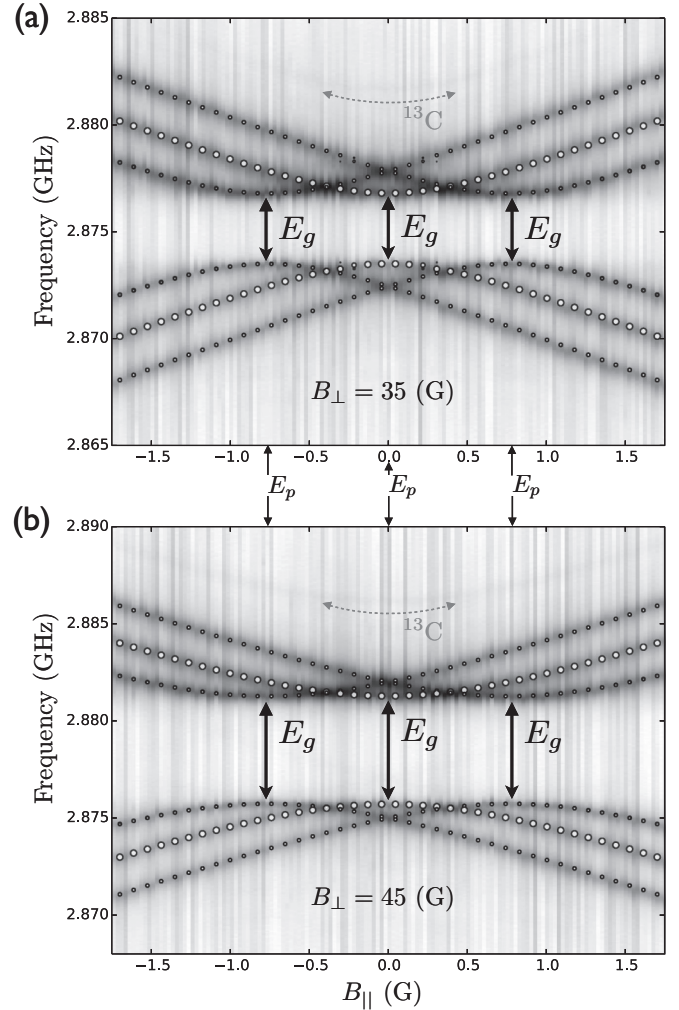 (a)
2.885
2.880
2.875
2.870
2.865
Frequency (GHz)
¹³C
E_g E_g E_g
B_⊥ = 35 (G)
−1.5 −1.0 −0.5 0.0 0.5 1.0 1.5
E_p E_p E_p
(b)
2.890
2.885
2.880
2.875
2.870
Frequency (GHz)
¹³C
E_g E_g E_g
B_⊥ = 45 (G)
−1.5 −1.0 −0.5 0.0 0.5 1.0 1.5
B_|| (G)